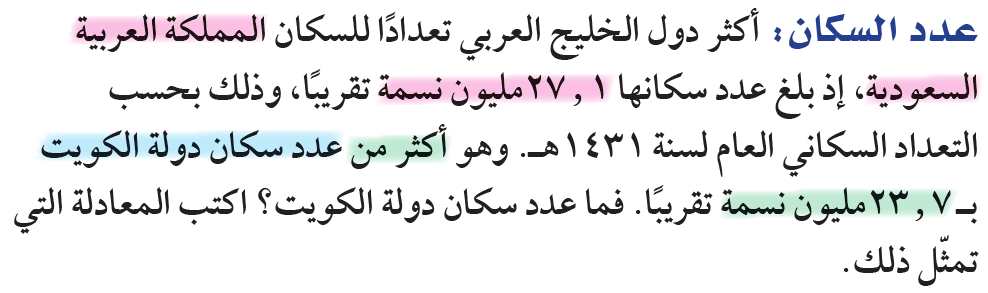 عدد السكان: أكثر دول الخليج العربي تعدادًا للسكان المملكة العربية
السعودية، إذ بلغ عدد سكانها ٢٧,١ مليون نسمة تقريبًا، وذلك بحسب
التعداد السكاني العام لسنة ١٤٣١هـ. وهو أكثر من عدد سكان دولة الكويت
بـ ٢٣,٧ مليون نسمة تقريبًا. فما عدد سكان دولة الكويت؟ اكتب المعادلة التي
تمثّل ذلك.